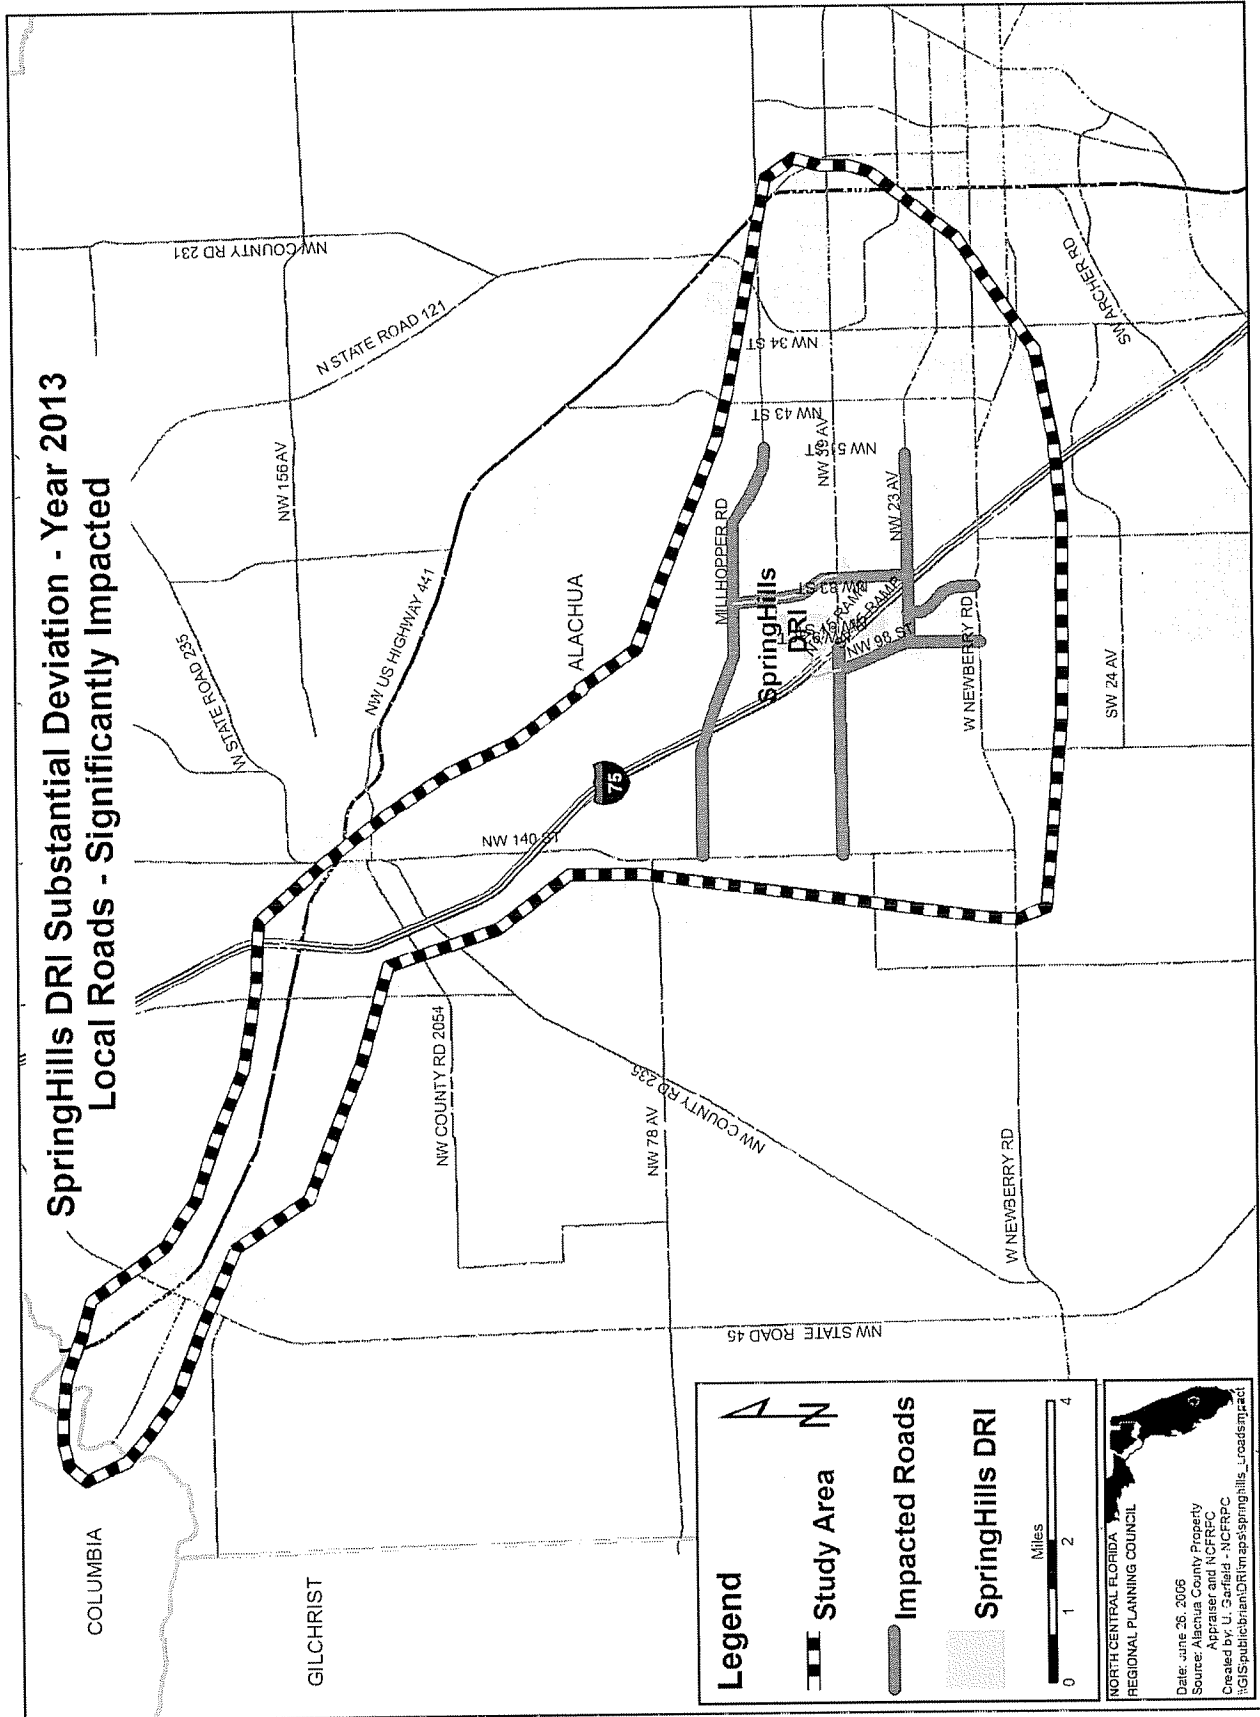 SpringHills DRI Substantial Deviation - Year 2013
Local Roads - Significantly Impacted
COLUMBIA
GILCHRIST
ALACHUA
W STATE ROAD 235
NW 156 AV
N STATE ROAD 121
NW COUNTY RD 231
NW US HIGHWAY 441
NW COUNTY RD 2054
NW 140 ST
75
NW COUNTY RD 235
NW 78 AV
NW STATE ROAD 45
W NEWBERRY RD
MILLHOPPER RD
SpringHills
DRI
NW 83 ST
NW 98 ST
NW 34 ST
NW 43 ST
NW 51 ST
NW 39 AV
NW 23 AV
W NEWBERRY RD
SW 24 AV
SW ARCHER RD
Legend
Study Area
Impacted Roads
SpringHills DRI
N
Miles
0 1 2 4
NORTH CENTRAL FLORIDA
REGIONAL PLANNING COUNCIL
Date: June 26, 2006
Source: Alachua County Property
Appraiser and NCFRPC
Created by: U. Garfield - NCFRPC